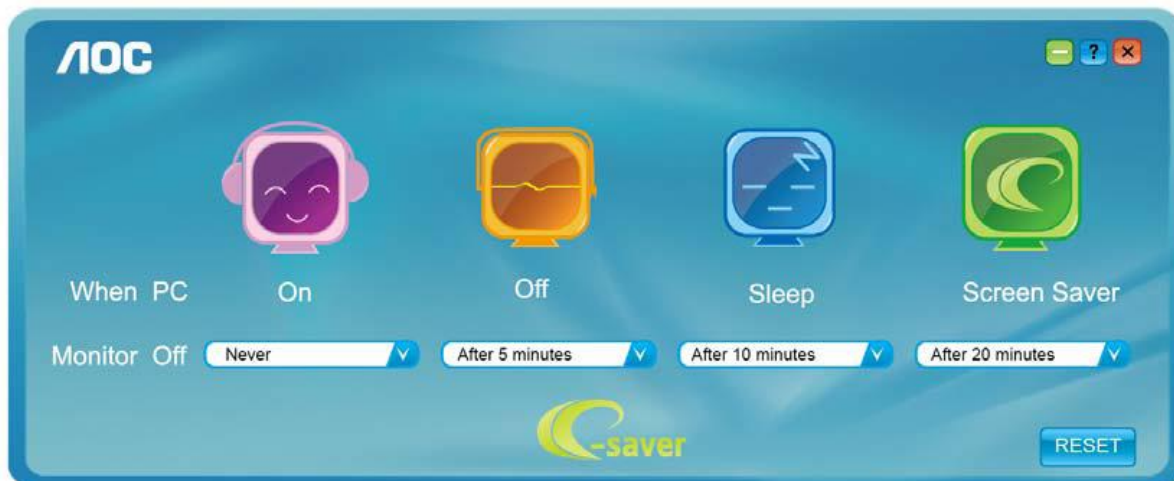 AOC
?
When PC On Off Sleep Screen Saver
Monitor Off Never After 5 minutes After 10 minutes After 20 minutes
e-saver
RESET